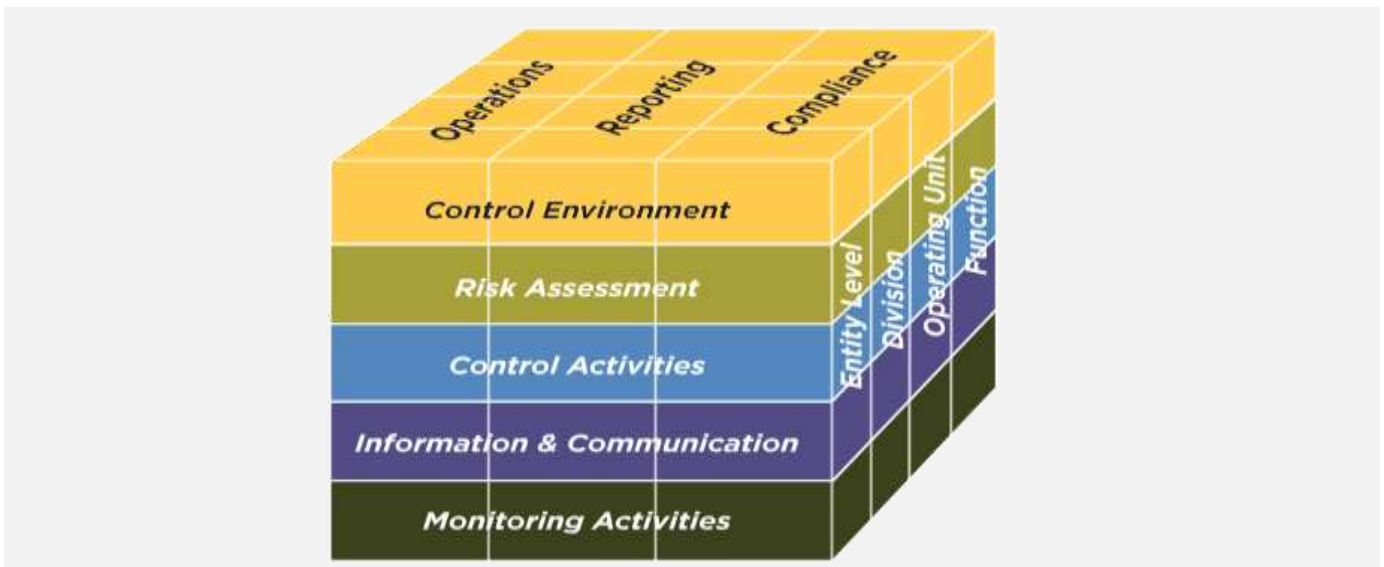 Operations
Reporting
Compliance
Control Environment
Risk Assessment
Control Activities
Information & Communication
Monitoring Activities
Entity Level
Division
Operating Unit
Function